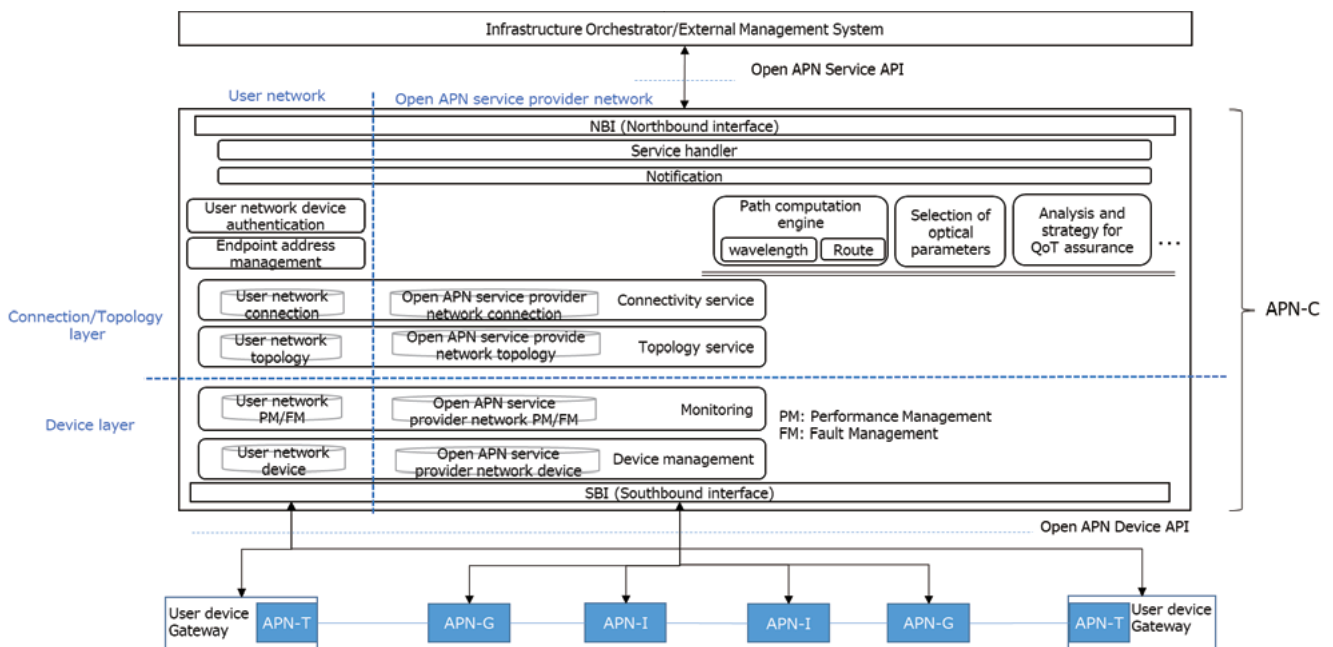 Infrastructure Orchestrator/External Management System
Open APN Service API
User network
Open APN service provider network
NBI (Northbound interface)
Service handler
Notification
User network device
authentication
Endpoint address
management
Path computation
engine
wavelength
Route
Selection of
optical
parameters
Analysis and
strategy for
QoT assurance
...
Connection/Topology
layer
User network
connection
Open APN service provider
network connection
Connectivity service
User network
topology
Open APN service provide
network topology
Topology service
APN-C
Device layer
User network
PM/FM
Open APN service
provider network PM/FM
Monitoring
PM: Performance Management
FM: Fault Management
User network
device
Open APN service
provider network device
Device management
SBI (Southbound interface)
Open APN Device API
User device
Gateway
APN-T
APN-G
APN-I
APN-I
APN-G
APN-T
User device
Gateway